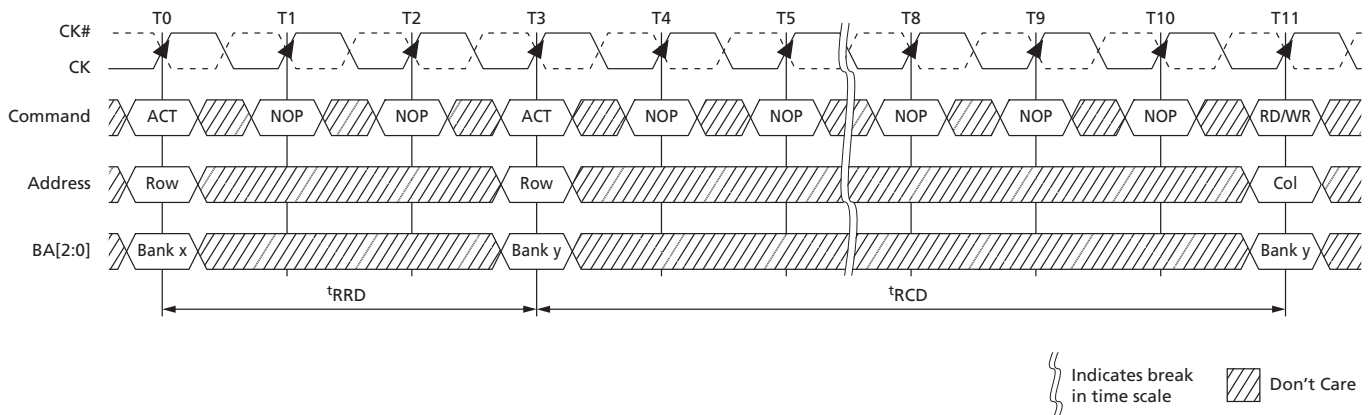 T0 T1 T2 T3 T4 T5 T8 T9 T10 T11
CK#
CK
Command ACT NOP NOP ACT NOP NOP NOP NOP NOP RD/WR
Address Row Row Col
BA[2:0] Bank x Bank y Bank y
tRRD tRCD
Indicates break
in time scale
Don't Care